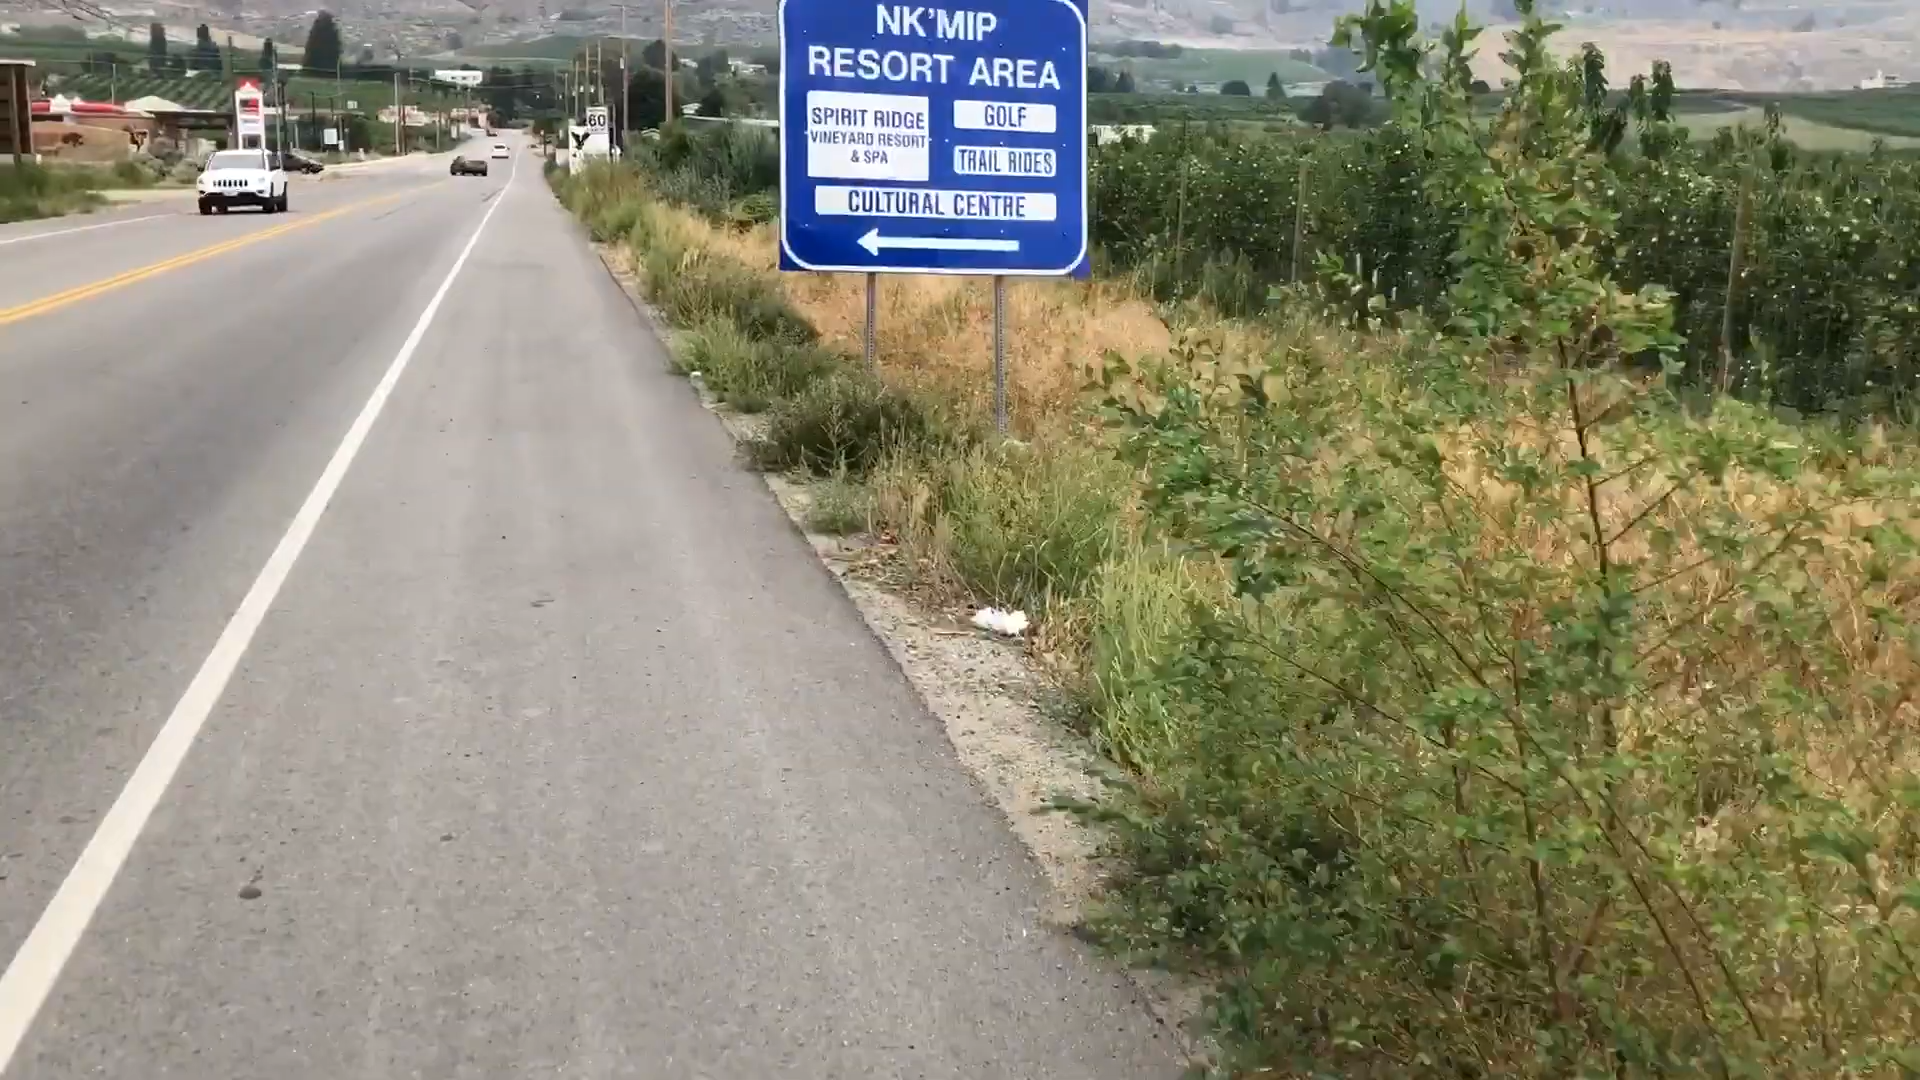 NK'MIP
RESORT AREA
SPIRIT RIDGE
VINEYARD RESORT
& SPA
GOLF
TRAIL RIDES
CULTURAL CENTRE
60